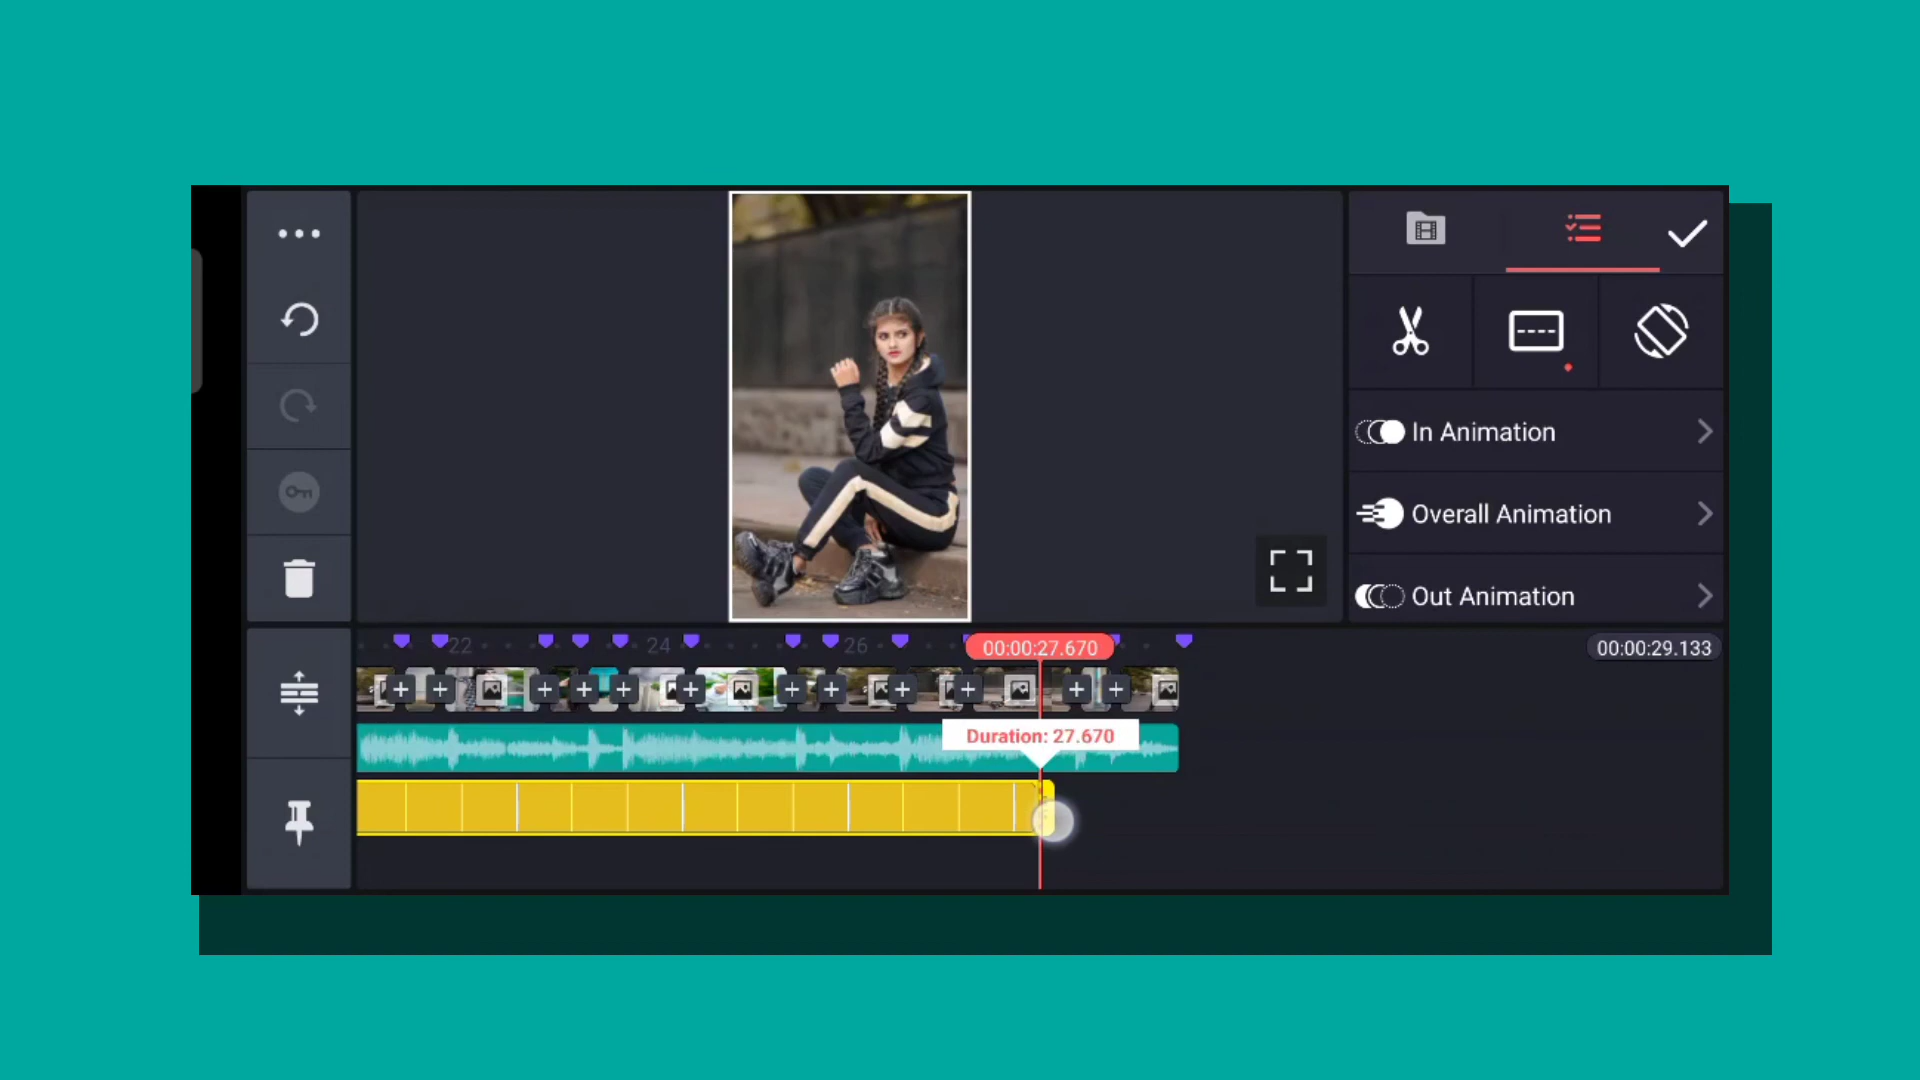 In Animation
Overall Animation
Out Animation
22
24
26
00:00:27.670
00:00:29.133
Duration: 27.670